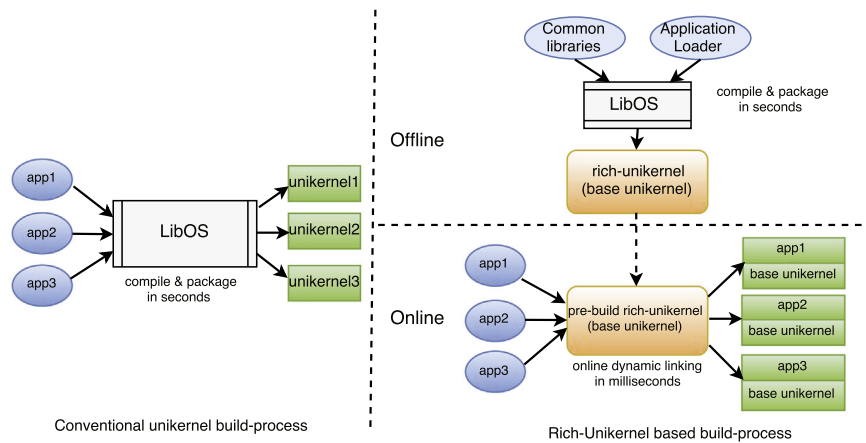 app1
app2
app3
LibOS
compile & package
in seconds
unikernel1
unikernel2
unikernel3
Conventional unikernel build-process
Offline
Common
libraries
Application
Loader
LibOS
compile & package
in seconds
rich-unikernel
(base unikernel)
Online
app1
app2
app3
pre-build rich-unikernel
(base unikernel)
online dynamic linking
in milliseconds
app1
base unikernel
app2
base unikernel
app3
base unikernel
Rich-Unikernel based build-process